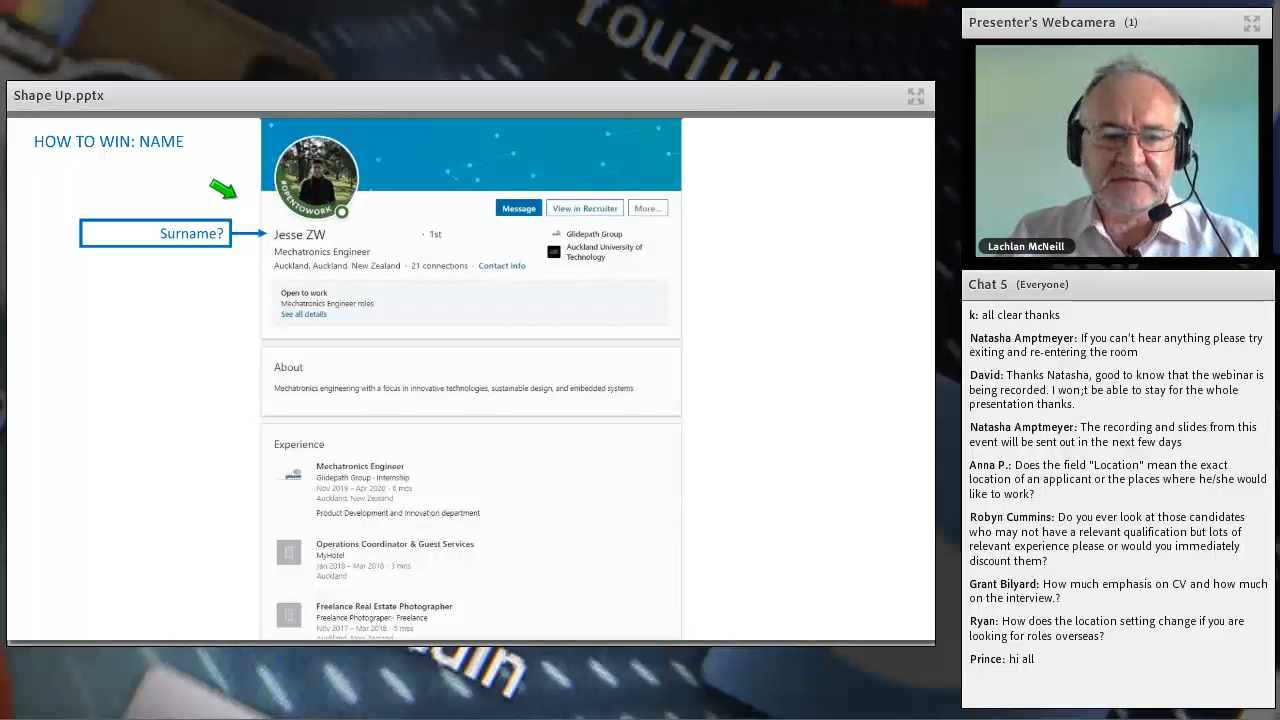 YouTu
Shape Up.pptx
HOW TO WIN: NAME
#OPENTOWORK
Message
View in Recruiter
More...
Surname?
Jesse ZW
· 1st
Mechatronics Engineer
Auckland, Auckland, New Zealand · 21 connections · Contact info
Glidepath Group
Auckland University of
Technology
Open to work
Mechatronics Engineer roles
See all details
About
Mechatronics engineering with a focus in innovative technologies, sustainable design, and embedded systems
Experience
Mechatronics Engineer
Glidepath Group · Internship
Nov 2019 – Apr 2020 · 6 mos
Auckland, New Zealand
Product Development and Innovation department
Operations Coordinator & Guest Services
MyHotel
Jan 2018 – Mar 2018 · 3 mos
Auckland
Freelance Real Estate Photographer
Freelance Photograper · Freelance
Nov 2017 – Mar 2018 · 5 mos
Auckland, New Zealand
Presenter's Webcamera (1)
Lachlan McNeill
Chat 5 (Everyone)
k: all clear thanks
Natasha Amptmeyer: If you can't hear anything please try
exiting and re-entering the room
David: Thanks Natasha, good to know that the webinar is
being recorded. I won;t be able to stay for the whole
presentation thanks.
Natasha Amptmeyer: The recording and slides from this
event will be sent out in the next few days
Anna P.: Does the field "Location" mean the exact
location of an applicant or the places where he/she would
like to work?
Robyn Cummins: Do you ever look at those candidates
who may not have a relevant qualification but lots of
relevant experience please or would you immediately
discount them?
Grant Bilyard: How much emphasis on CV and how much
on the interview.?
Ryan: How does the location setting change if you are
looking for roles overseas?
Prince: hi all